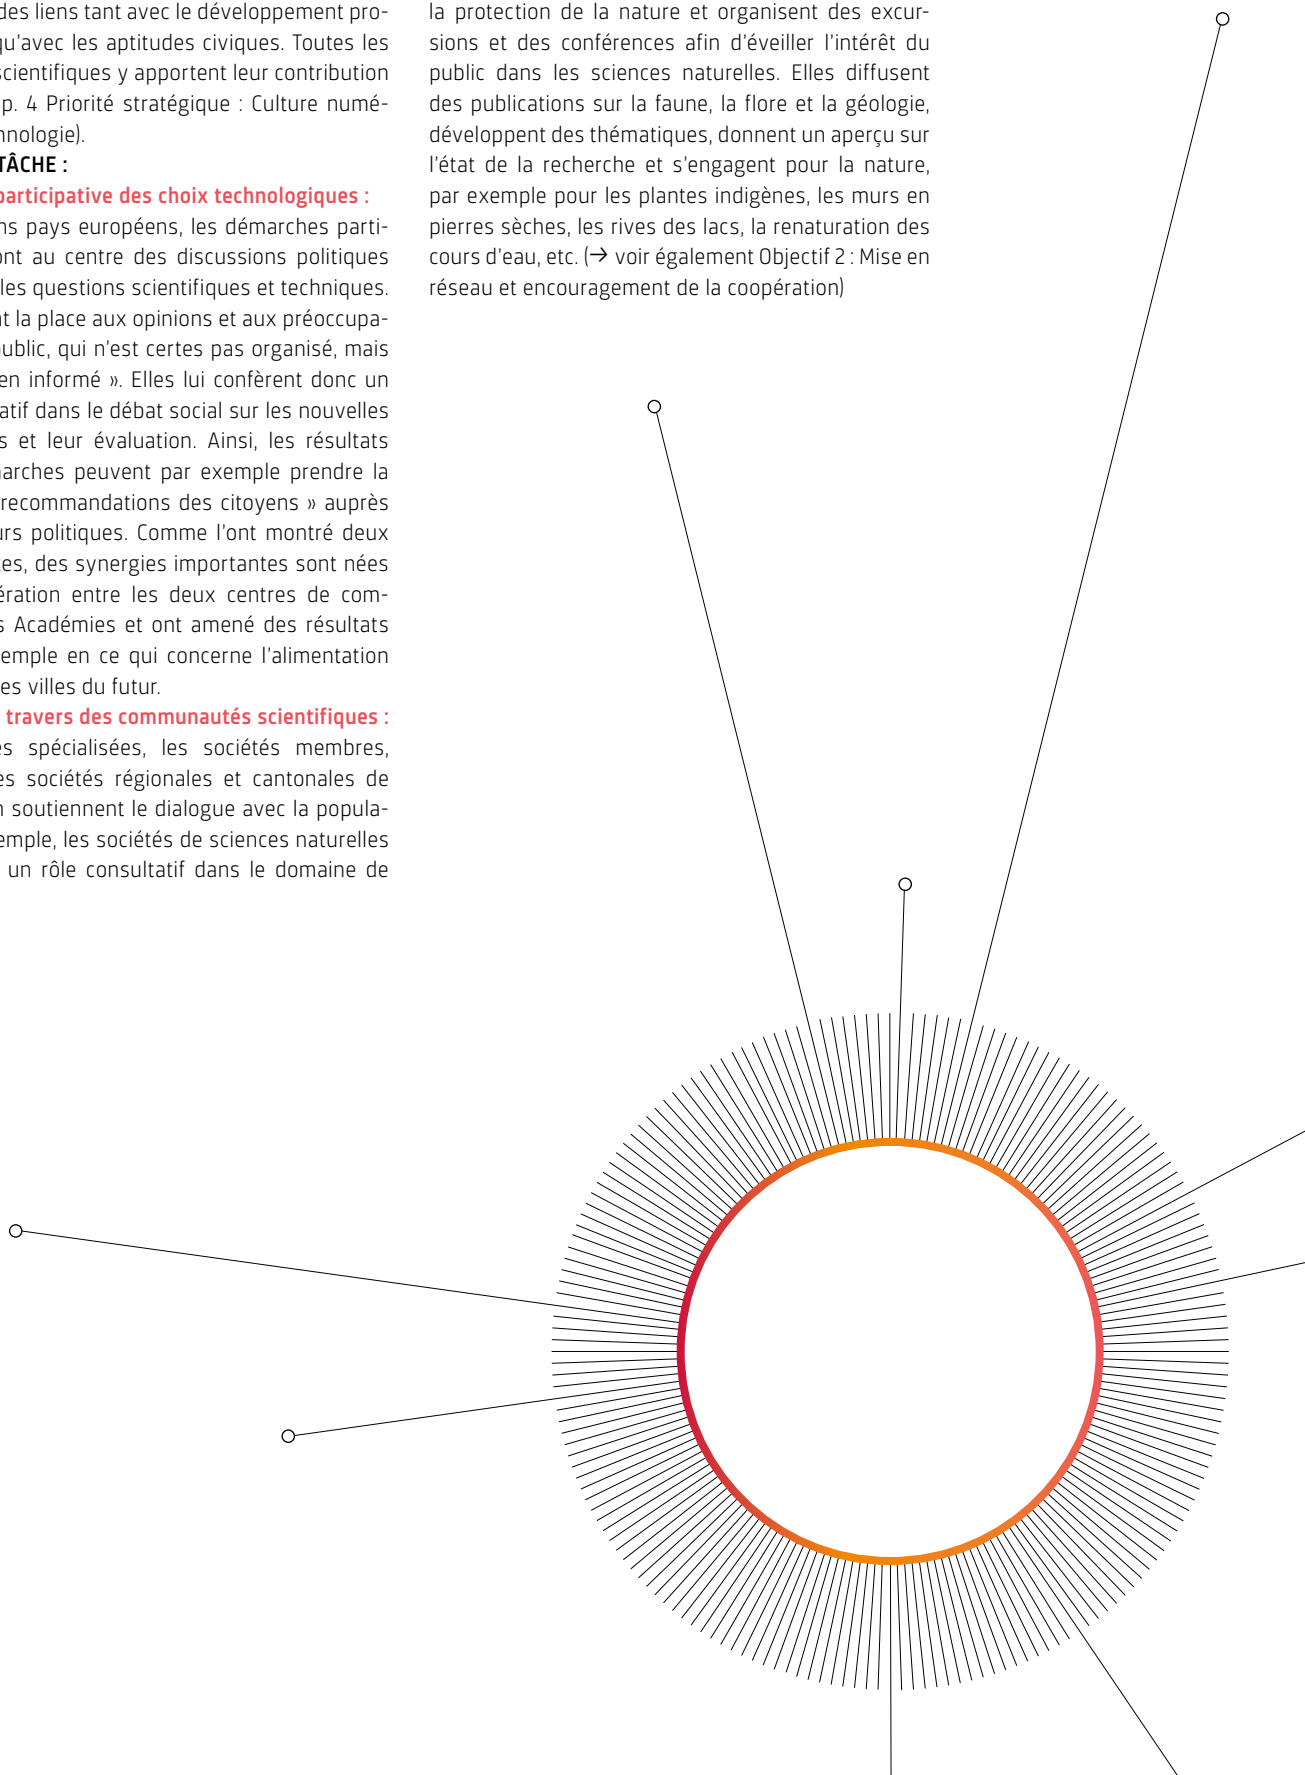 des liens tant avec le développement pro-
qu’avec les aptitudes civiques. Toutes les
scientifiques y apportent leur contribution
p. 4 Priorité stratégique : Culture numé-
hnologie).
TÂCHE :
participative des choix technologiques :
ns pays européens, les démarches parti-
ont au centre des discussions politiques
les questions scientifiques et techniques.
nt la place aux opinions et aux préoccupa-
public, qui n’est certes pas organisé, mais
en informé ». Elles lui confèrent donc un
atif dans le débat social sur les nouvelles
s et leur évaluation. Ainsi, les résultats
marches peuvent par exemple prendre la
recommandations des citoyens » auprès
urs politiques. Comme l’ont montré deux
tes, des synergies importantes sont nées
ération entre les deux centres de com-
s Académies et ont amené des résultats
emple en ce qui concerne l’alimentation
es villes du futur.
travers des communautés scientifiques :
es spécialisées, les sociétés membres,
es sociétés régionales et cantonales de
n soutiennent le dialogue avec la popula-
emple, les sociétés de sciences naturelles
un rôle consultatif dans le domaine de
la protection de la nature et organisent des excur-
sions et des conférences afin d’éveiller l’intérêt du
public dans les sciences naturelles. Elles diffusent
des publications sur la faune, la flore et la géologie,
développent des thématiques, donnent un aperçu sur
l’état de la recherche et s’engagent pour la nature,
par exemple pour les plantes indigènes, les murs en
pierres sèches, les rives des lacs, la renaturation des
cours d’eau, etc. (→ voir également Objectif 2 : Mise en
réseau et encouragement de la coopération)